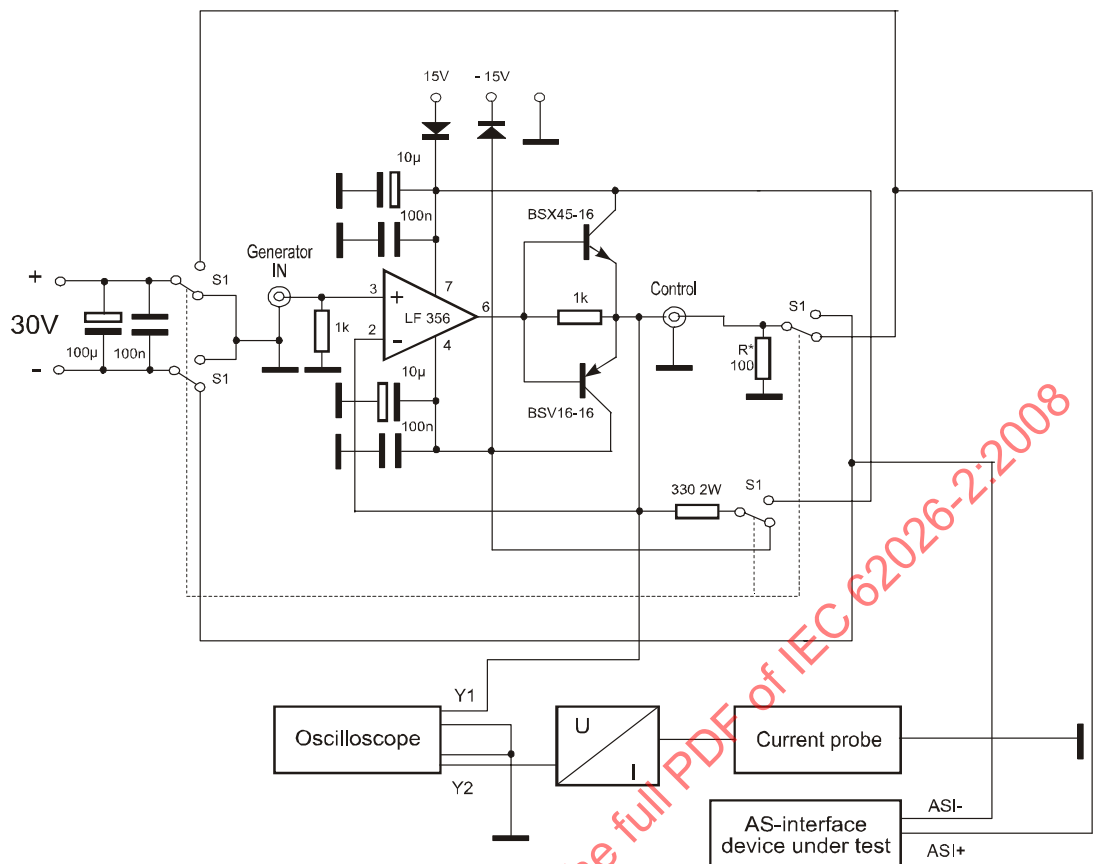 15V
- 15V
10µ
100n
BSX45-16
Generator
IN
+
S1
3
+
7
LF 356
6
1k
Control
S1
30V
100µ
100n
1k
2
-
4
R*
100
-
S1
10µ
100n
BSV16-16
330 2W
S1
Y1
Oscilloscope
Y2
U
I
Current probe
ASI-
AS-interface
device under test
ASI+
se full PDF of IEC 62026-2:2008